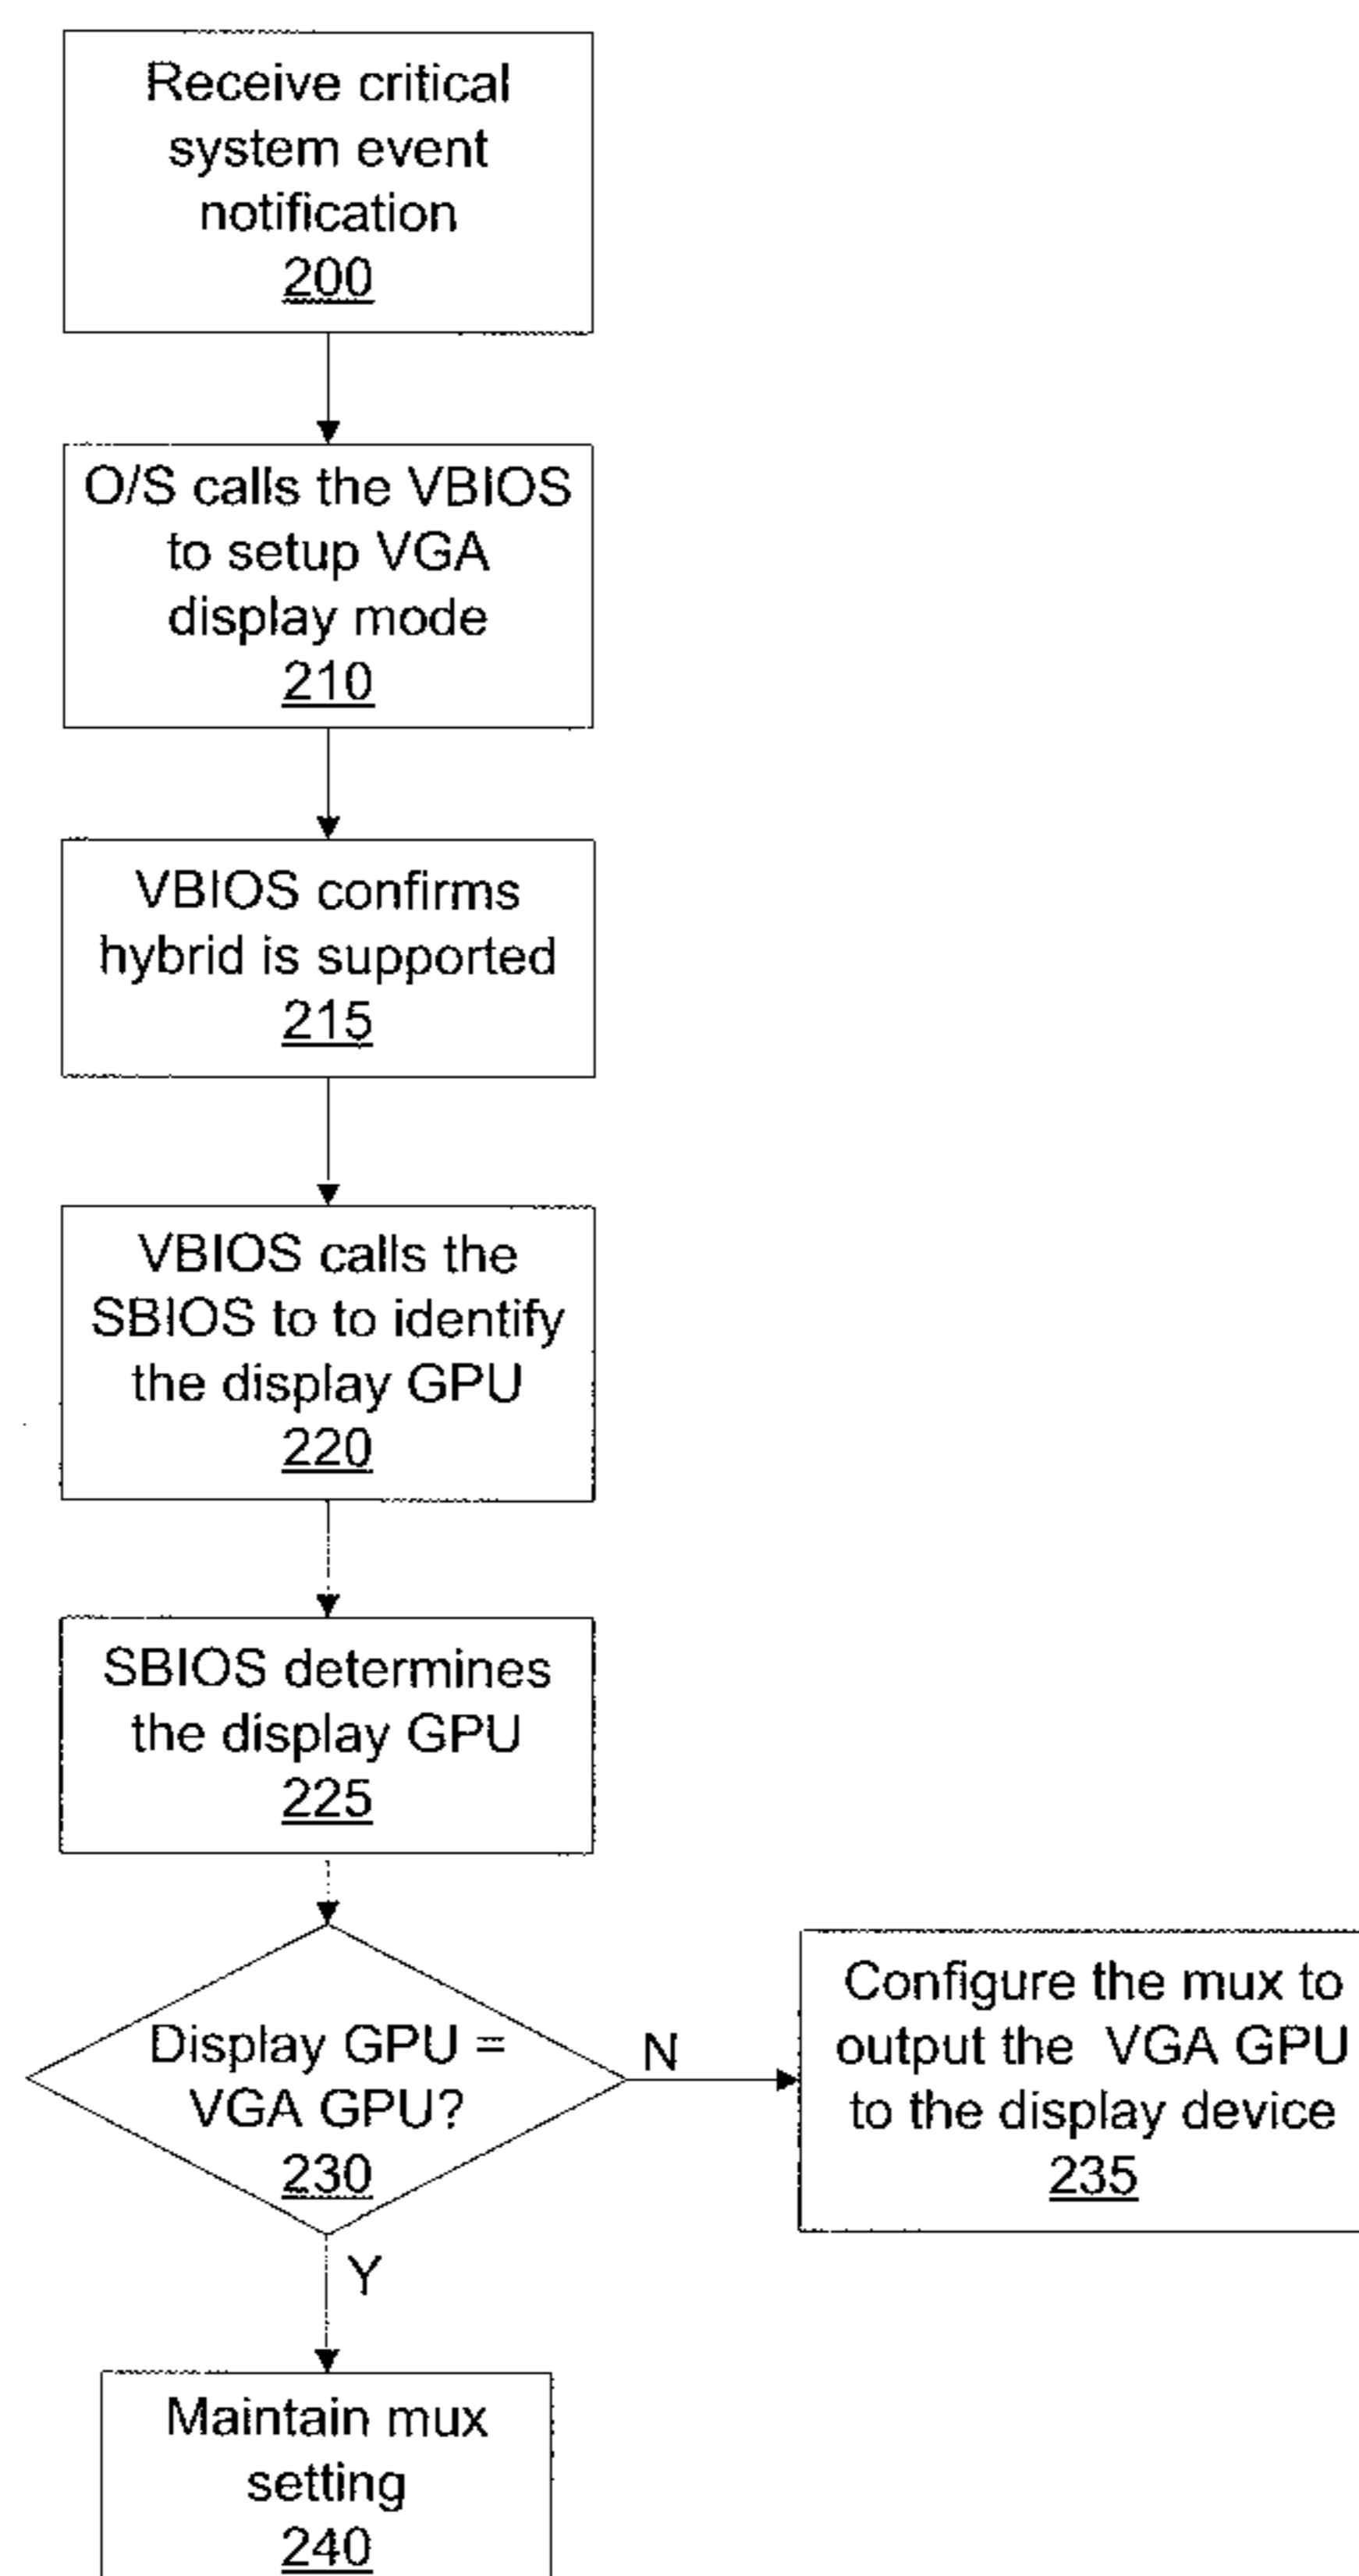 Receive critical
system event
notification
200
O/S calls the VBIOS
to setup VGA
display mode
210
VBIOS confirms
hybrid is supported
215
VBIOS calls the
SBIOS to to identify
the display GPU
220
SBIOS determines
the display GPU
225
Display GPU =
VGA GPU?
230
N
Configure the mux to
output the VGA GPU
to the display device
235
Y
Maintain mux
setting
240